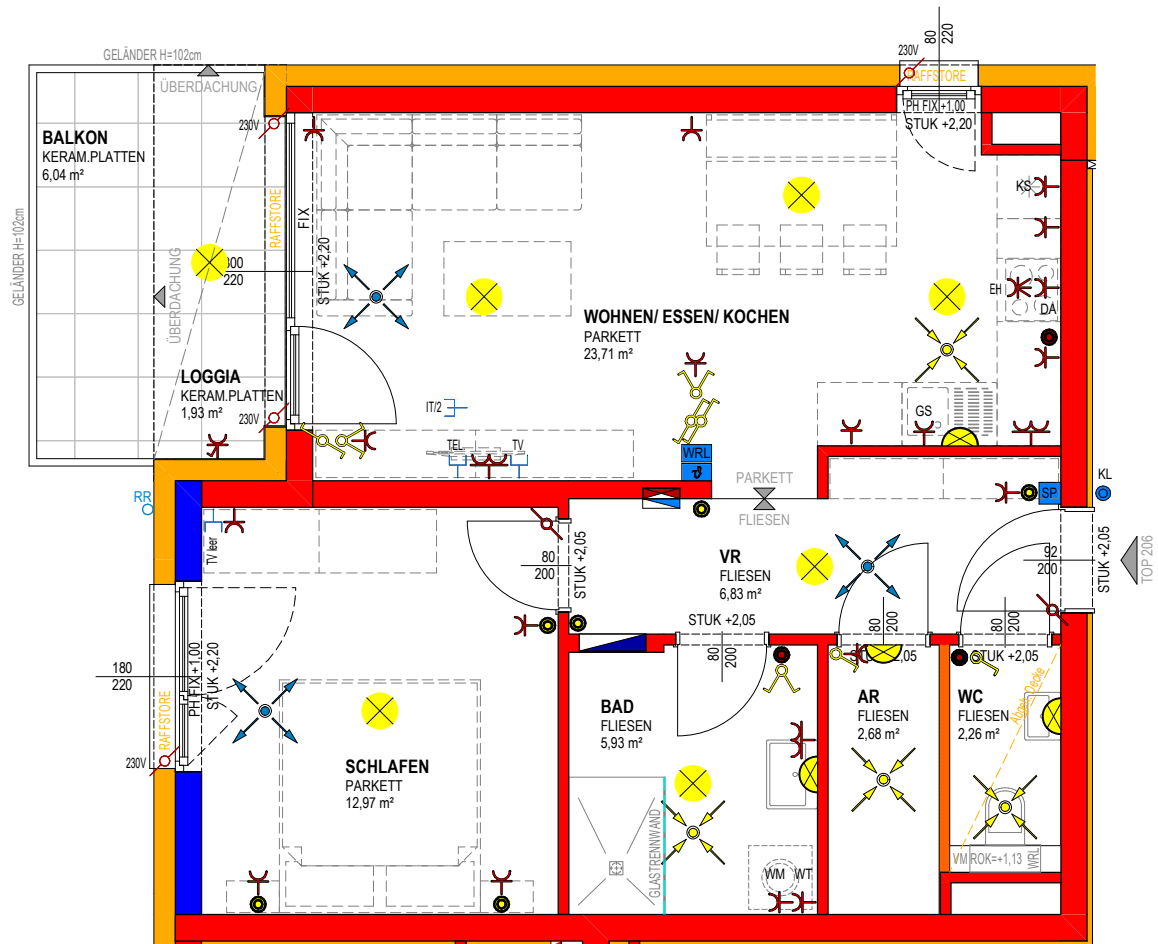 GELÄNDER H=102cm
ÜBERDACHUNG
230V
80
220
230V
RAFFSTORE
PH FIX +1,00
STUK +2,20
BALKON
KERAM.PLATTEN
6,04 m²
GELÄNDER H=102cm
ÜBERDACHUNG
RAFFSTORE
FIX
STUK +2,20
220
KS
EH
DA
WOHNEN/ ESSEN/ KOCHEN
PARKETT
23,71 m²
LOGGIA
KERAM.PLATTEN
1,93 m²
230V
IT/2
GS
TEL
TV
WRL
PARKETT
FLIESEN
SP
KL
RR
TV leer
80
200
STUK +2,05
VR
FLIESEN
6,83 m²
92
200
STUK +2,05
TOP 206
STUK +2,05
80
200
80
200
80
200
STUK +2,05
180
220
PH FIX +1,00
STUK +2,20
RAFFSTORE
230V
SCHLAFEN
PARKETT
12,97 m²
BAD
FLIESEN
5,93 m²
AR
FLIESEN
2,68 m²
WC
FLIESEN
2,26 m²
Abgeh. Decke
GLASTRENNWAND
WM
WT
VM ROK=+1,13
WRL